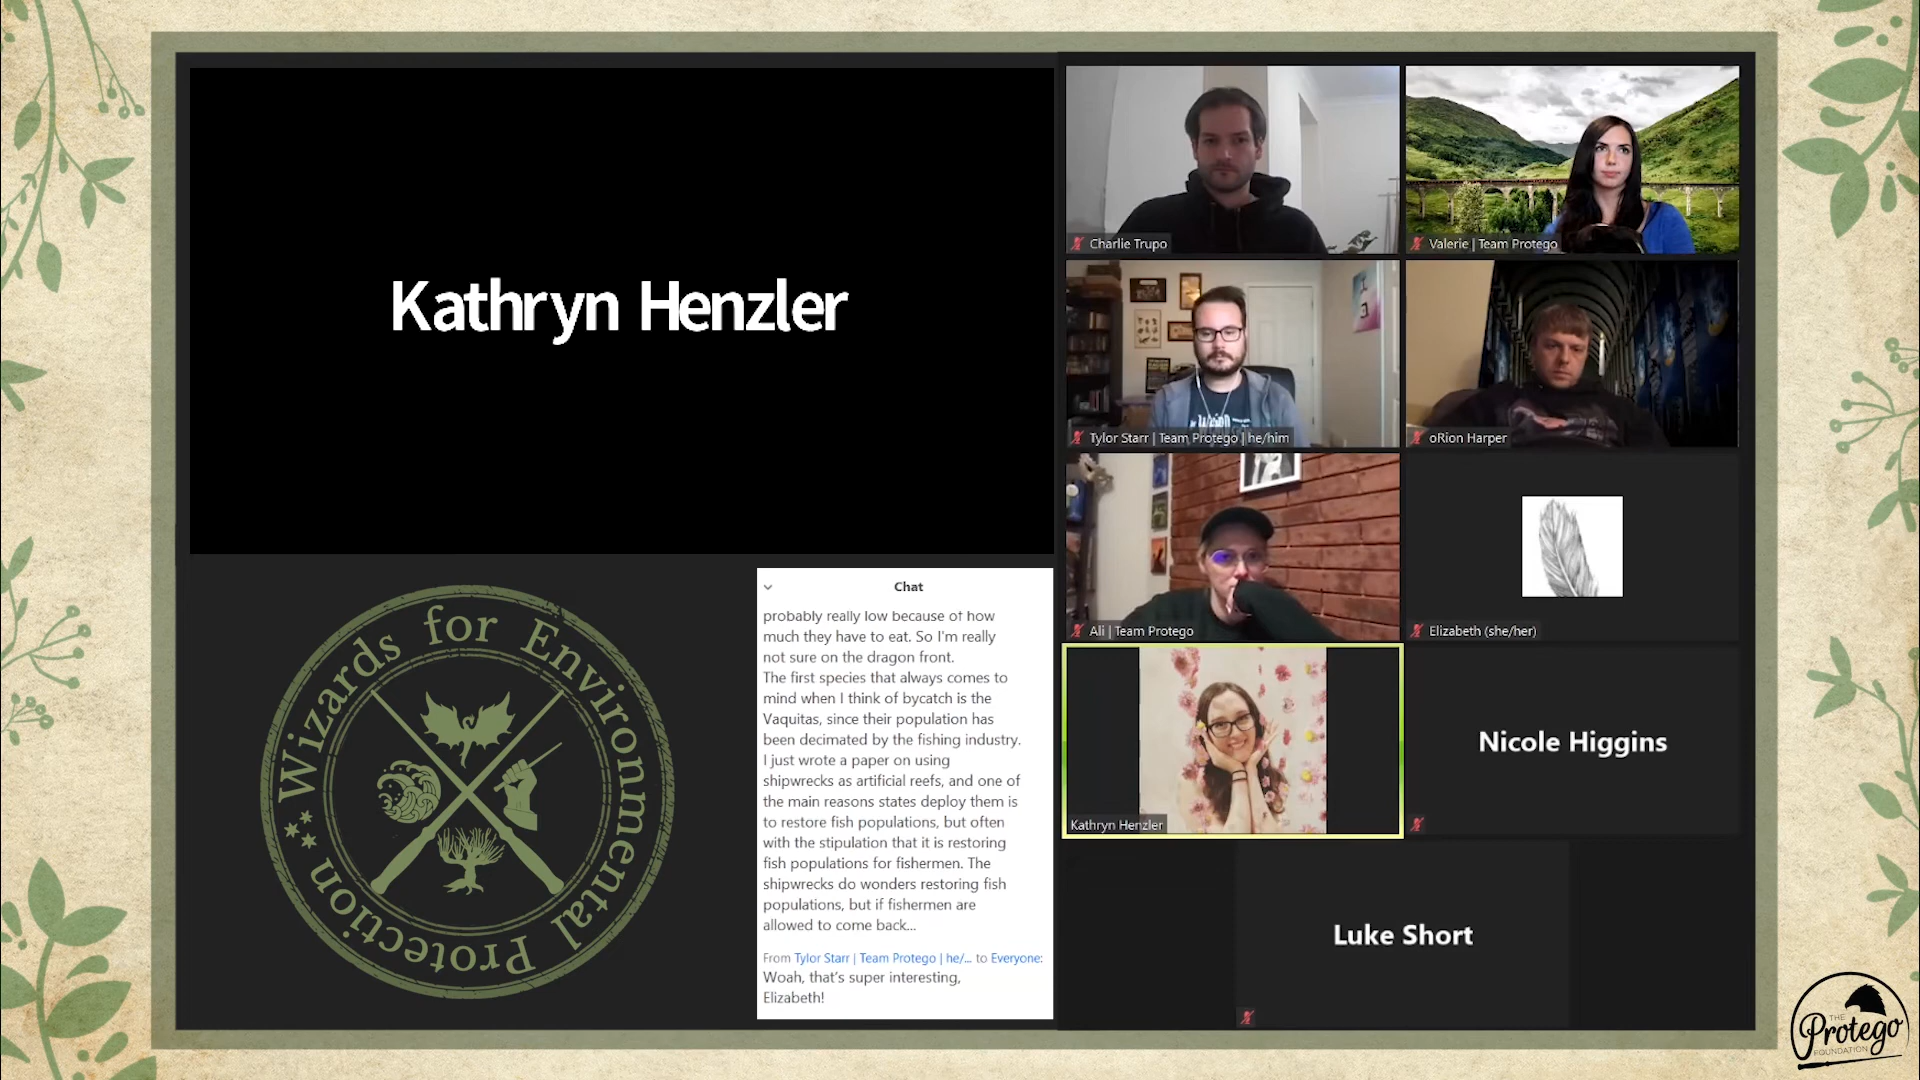 Kathryn Henzler
Wizards for Environmental Protection
Chat
probably really low because of how
much they have to eat. So I'm really
not sure on the dragon front.
The first species that always comes to
mind when I think of bycatch is the
Vaquitas, since their population has
been decimated by the fishing industry.
I just wrote a paper on using
shipwrecks as artificial reefs, and one of
the main reasons states deploy them is
to restore fish populations, but often
with the stipulation that it is restoring
fish populations for fishermen. The
shipwrecks do wonders restoring fish
populations, but if fishermen are
allowed to come back...
From Tylor Starr | Team Protego | he/... to Everyone:
Woah, that's super interesting,
Elizabeth!
Charlie Trupo
Valerie | Team Protego
Tylor Starr | Team Protego | he/him
oRion Harper
Ali | Team Protego
Elizabeth (she/her)
Kathryn Henzler
Nicole Higgins
Luke Short
THE
Protego
FOUNDATION